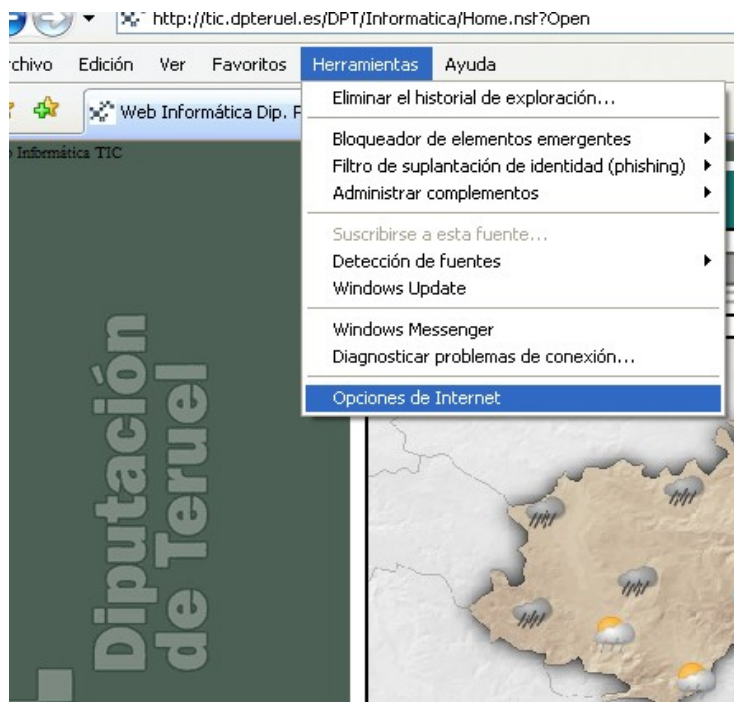 http://tic.dpteruel.es/DPT/Informatica/Home.nsf?Open
rchivo Edición Ver Favoritos Herramientas Ayuda
Web Informática Dip. P
Informática TIC
Eliminar el historial de exploración...
Bloqueador de elementos emergentes
Filtro de suplantación de identidad (phishing)
Administrar complementos
Suscribirse a esta fuente...
Detección de fuentes
Windows Update
Windows Messenger
Diagnosticar problemas de conexión...
Opciones de Internet
Diputación
de Teruel